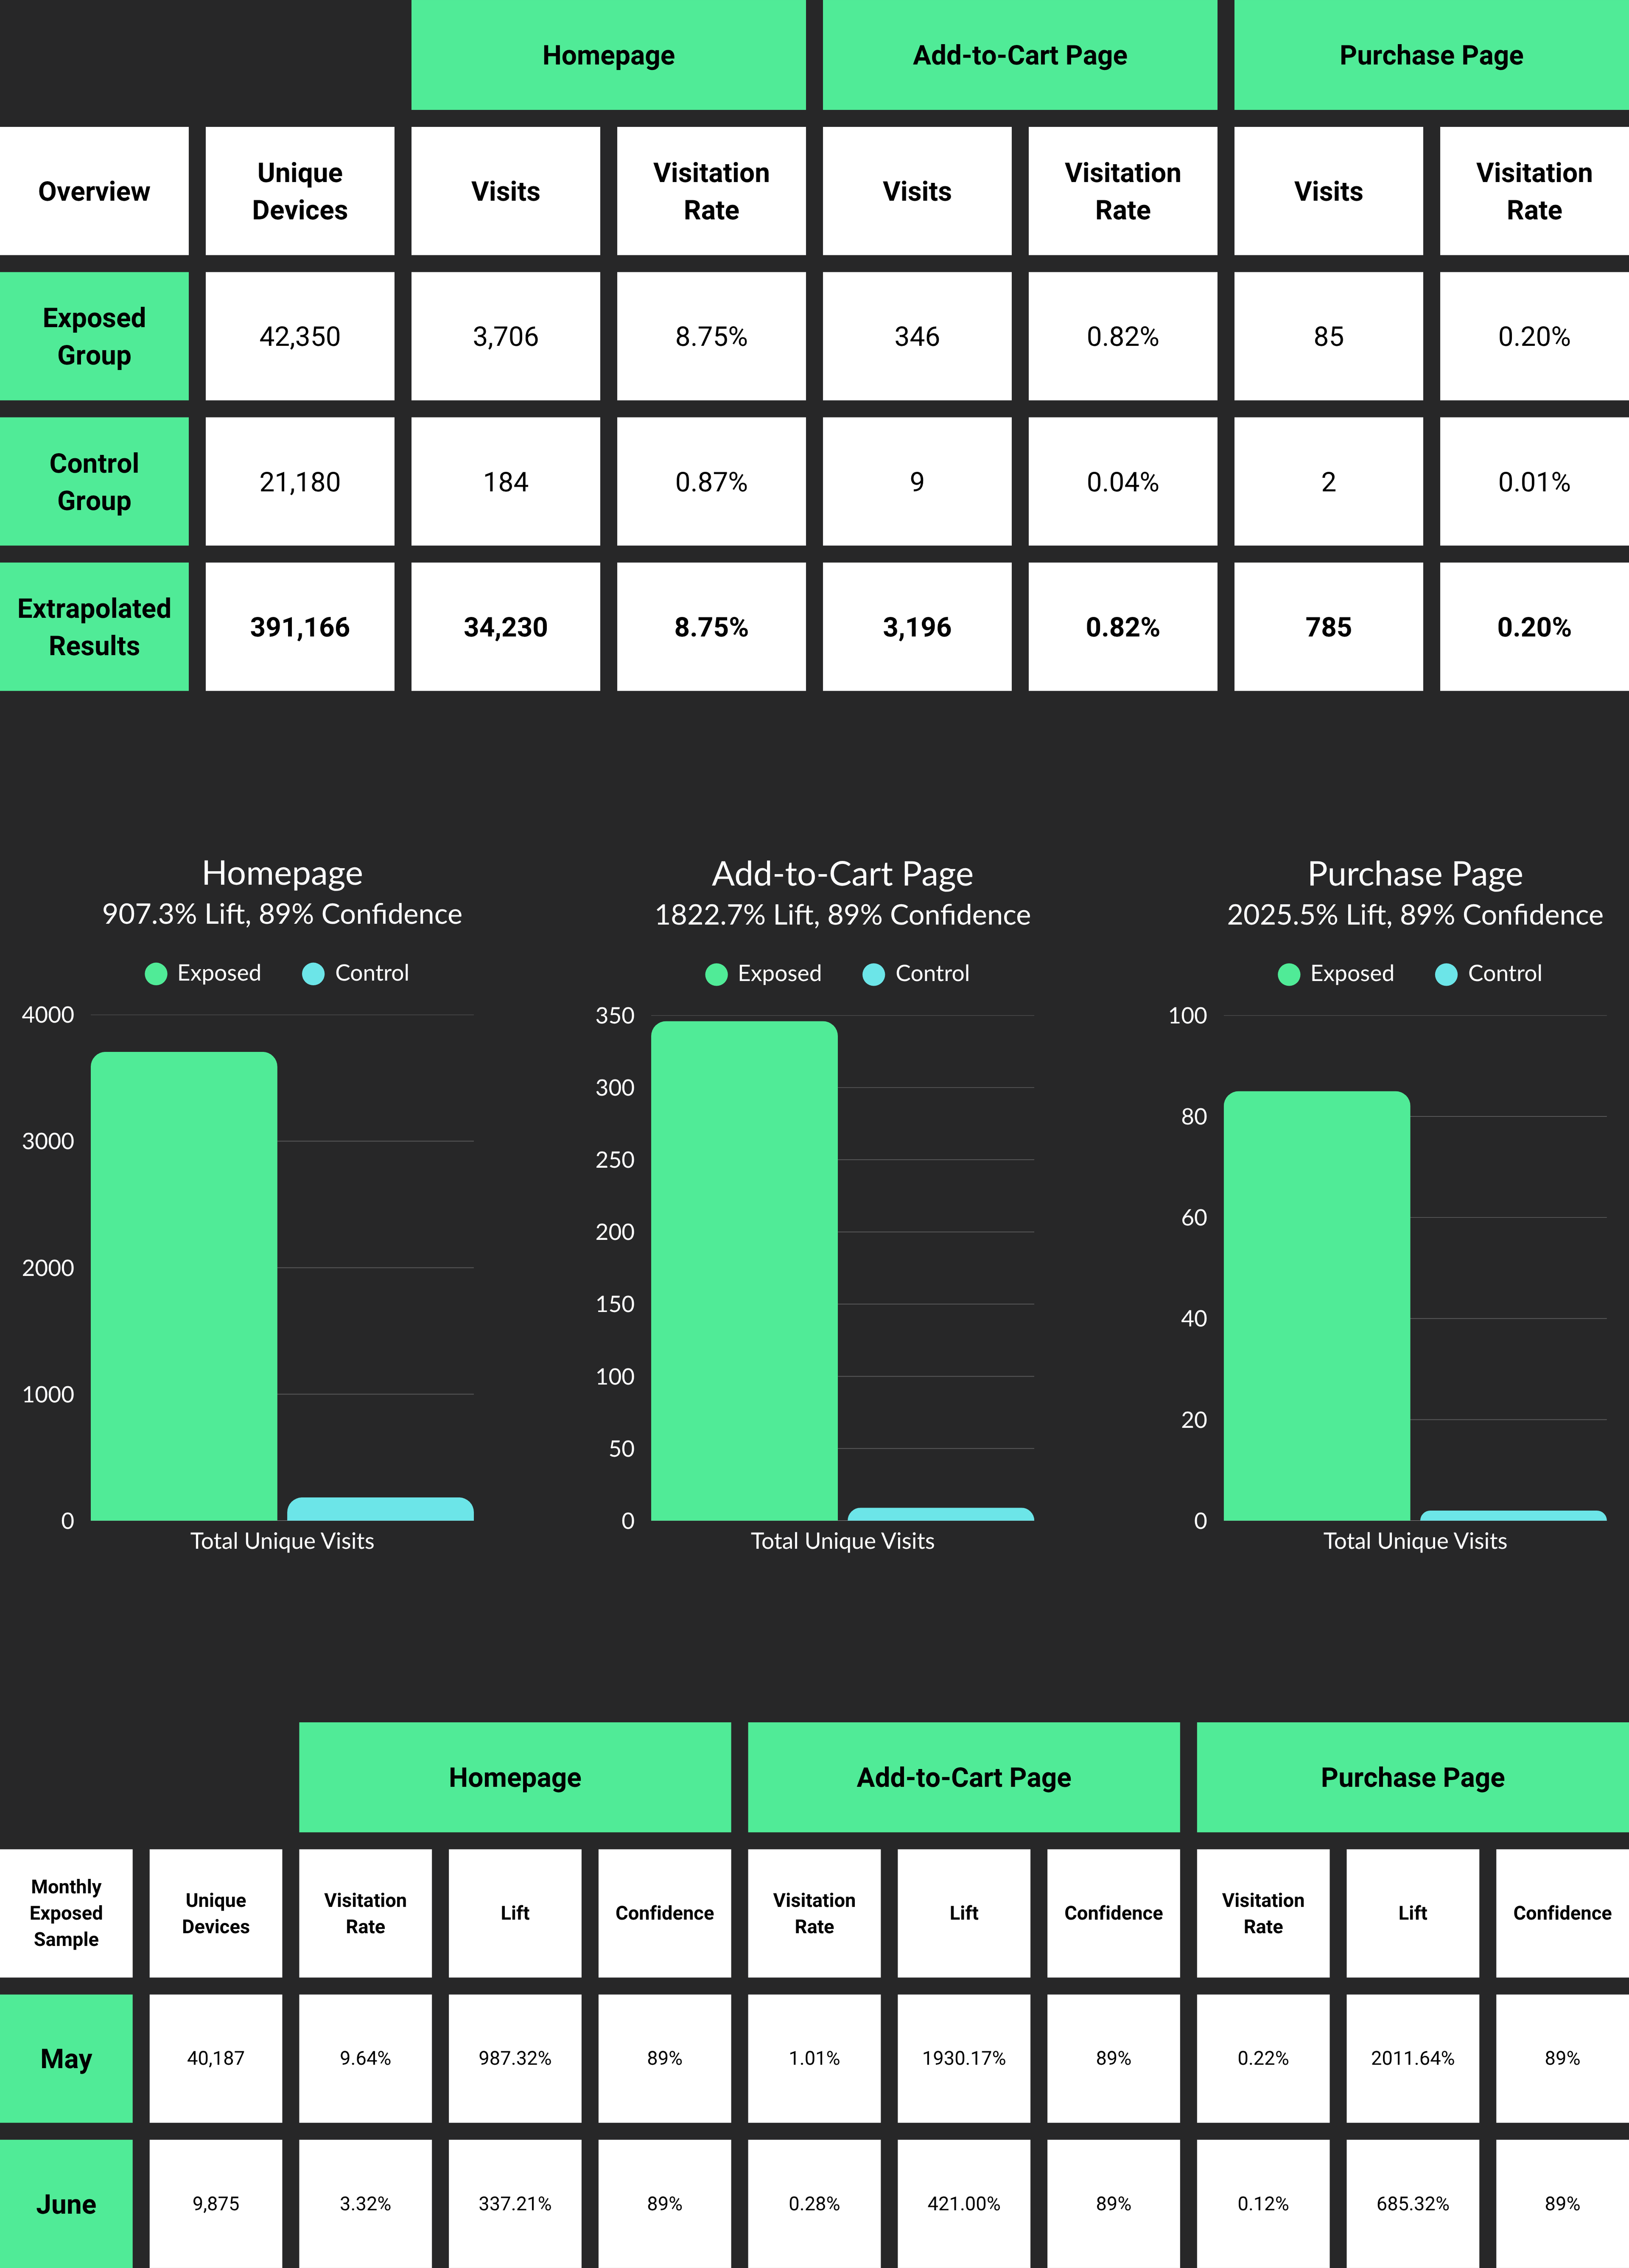 Homepage
Add-to-Cart Page
Purchase Page
Overview
Unique
Devices
Visits
Visitation
Rate
Visits
Visitation
Rate
Visits
Visitation
Rate
Exposed
Group
42,350
3,706
8.75%
346
0.82%
85
0.20%
Control
Group
21,180
184
0.87%
9
0.04%
2
0.01%
Extrapolated
Results
391,166
34,230
8.75%
3,196
0.82%
785
0.20%
Homepage
907.3% Lift, 89% Confidence
Exposed
Control
4000
3000
2000
1000
0
Total Unique Visits
Add-to-Cart Page
1822.7% Lift, 89% Confidence
Exposed
Control
350
300
250
200
150
100
50
0
Total Unique Visits
Purchase Page
2025.5% Lift, 89% Confidence
Exposed
Control
100
80
60
40
20
0
Total Unique Visits
Homepage
Add-to-Cart Page
Purchase Page
Monthly
Exposed
Sample
Unique
Devices
Visitation
Rate
Lift
Confidence
Visitation
Rate
Lift
Confidence
Visitation
Rate
Lift
Confidence
May
40,187
9.64%
987.32%
89%
1.01%
1930.17%
89%
0.22%
2011.64%
89%
June
9,875
3.32%
337.21%
89%
0.28%
421.00%
89%
0.12%
685.32%
89%